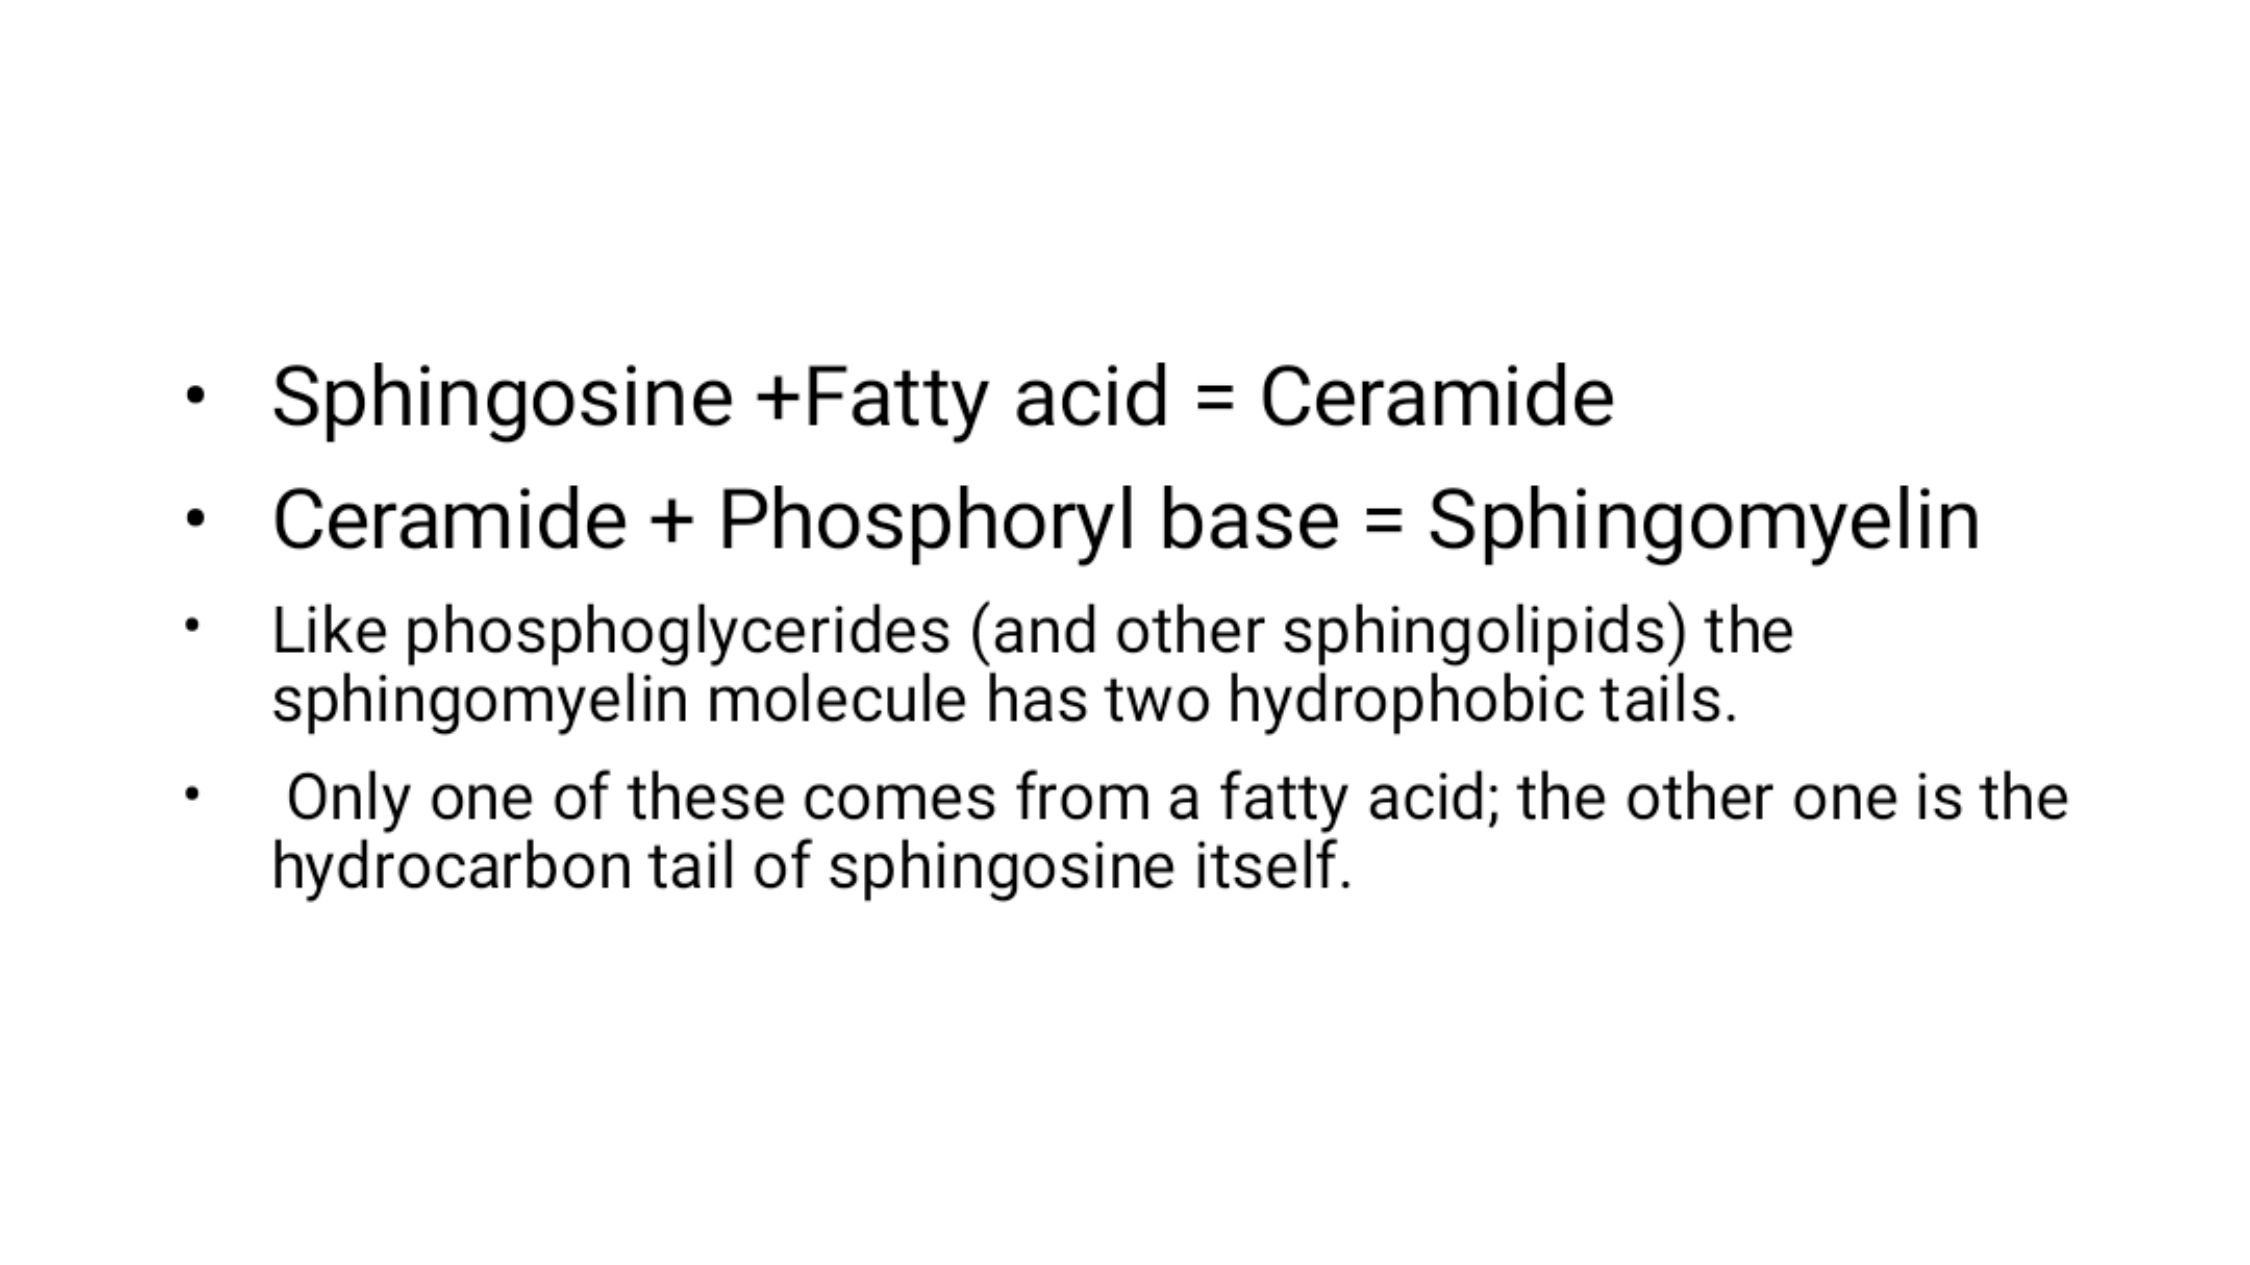 • Sphingosine +Fatty acid = Ceramide
• Ceramide + Phosphoryl base = Sphingomyelin
• Like phosphoglycerides (and other sphingolipids) the
sphingomyelin molecule has two hydrophobic tails.
• Only one of these comes from a fatty acid; the other one is the
hydrocarbon tail of sphingosine itself.